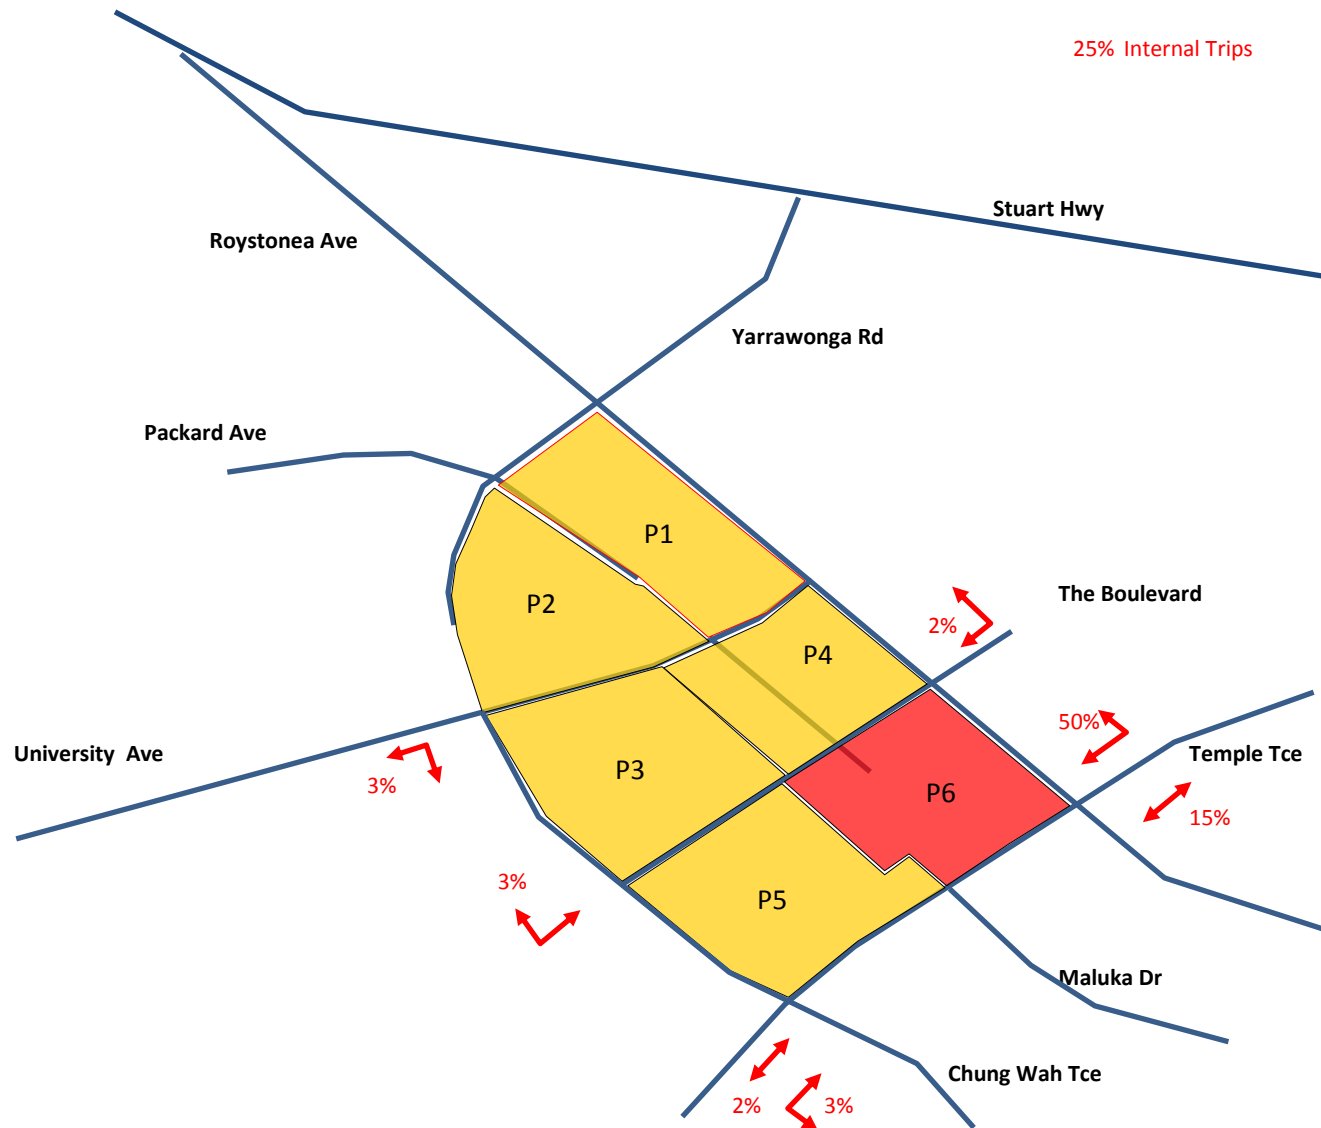 25% Internal Trips
Stuart Hwy
Roystonea Ave
Yarrawonga Rd
Packard Ave
P1
The Boulevard
P2
2%
P4
50%
University Ave
Temple Tce
P3
3%
P6
15%
3%
P5
Maluka Dr
Chung Wah Tce
2%
3%